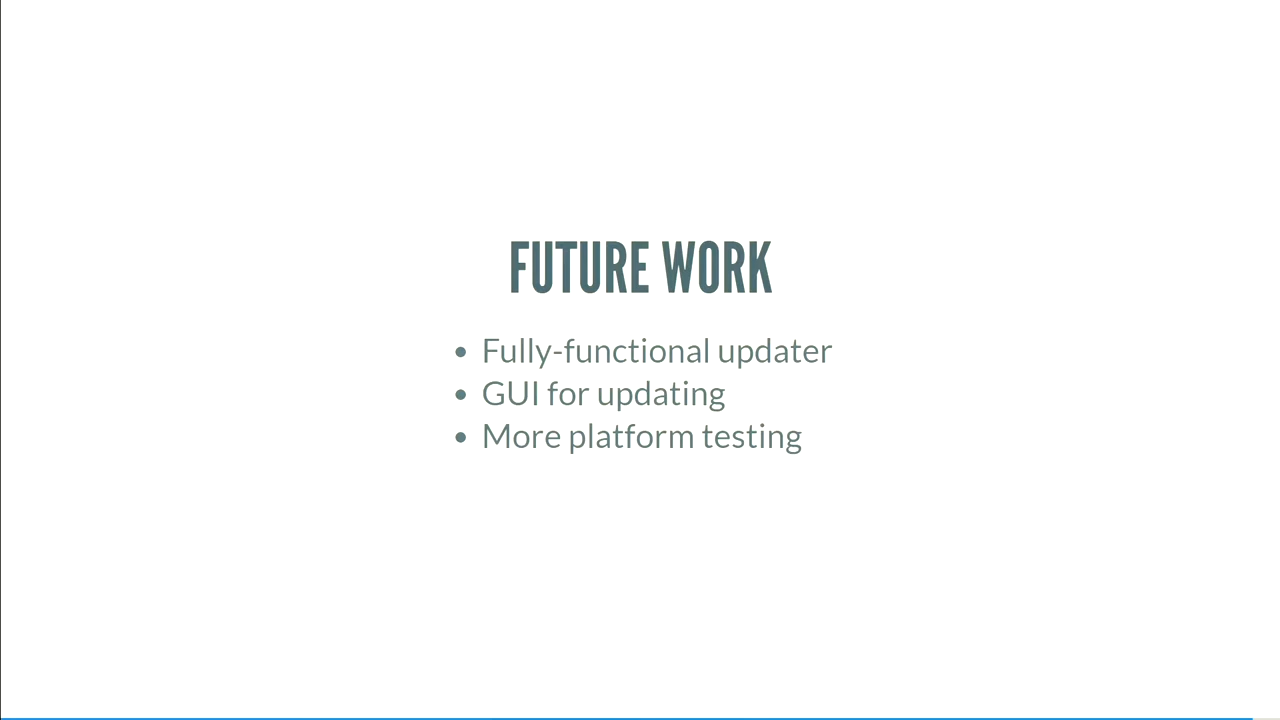 FUTURE WORK
• Fully-functional updater
• GUI for updating
• More platform testing